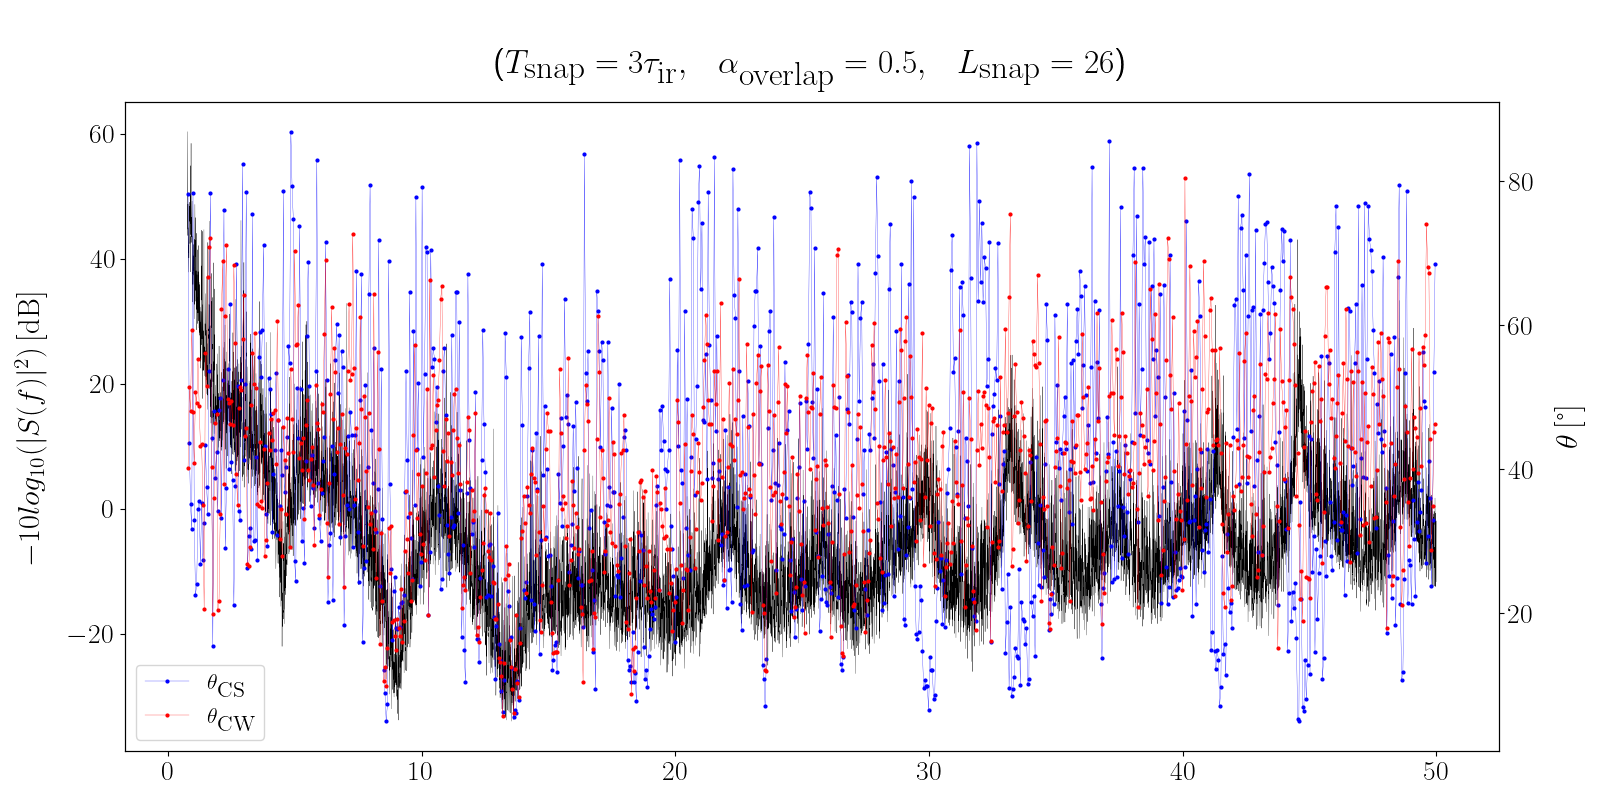 (T_snap = 3τ_ir, α_overlap = 0.5, L_snap = 26)
−10log₁₀(|S(f)|²) [dB]
60
40
20
0
−20
80
60
40
20
θ [°]
θ_CS
θ_CW
0 10 20 30 40 50